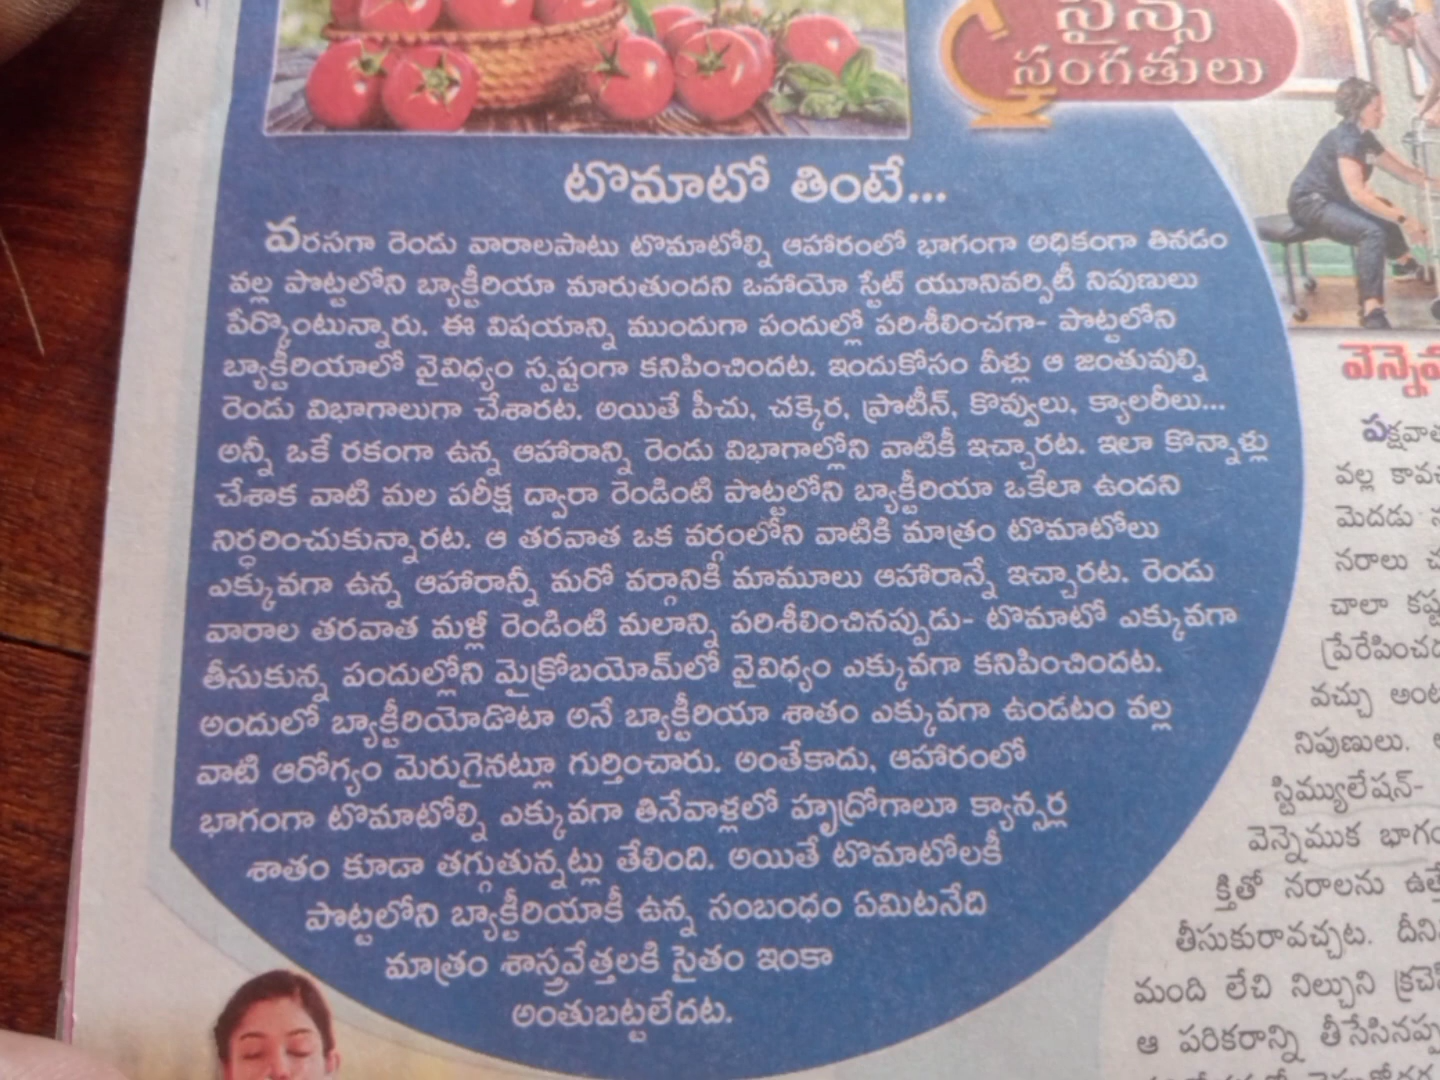 సైన్స్
సంగతులు
టొమాటో తింటే...
వరసగా రెండు వారాలపాటు టొమాటోల్ని ఆహారంలో భాగంగా అధికంగా తినడం
వల్ల పొట్టలోని బ్యాక్టీరియా మారుతుందని ఒహాయో స్టేట్ యూనివర్సిటీ నిపుణులు
పేర్కొంటున్నారు. ఈ విషయాన్ని ముందుగా పందుల్లో పరిశీలించగా- పొట్టలోని
బ్యాక్టీరియాలో వైవిధ్యం స్పష్టంగా కనిపించిందట. ఇందుకోసం వీళ్లు ఆ జంతువుల్ని
రెండు విభాగాలుగా చేశారట. అయితే పీచు, చక్కెర, ప్రొటీన్, కొవ్వులు, క్యాలరీలు...
అన్నీ ఒకే రకంగా ఉన్న ఆహారాన్ని రెండు విభాగాల్లోని వాటికీ ఇచ్చారట. ఇలా కొన్నాళ్లు
చేశాక వాటి మల పరీక్ష ద్వారా రెండింటి పొట్టలోని బ్యాక్టీరియా ఒకేలా ఉందని
నిర్ధరించుకున్నారట. ఆ తరవాత ఒక వర్గంలోని వాటికి మాత్రం టొమాటోలు
ఎక్కువగా ఉన్న ఆహారాన్నీ మరో వర్గానికి మామూలు ఆహారాన్నే ఇచ్చారట. రెండు
వారాల తరవాత మళ్లీ రెండింటి మలాన్ని పరిశీలించినప్పుడు- టొమాటో ఎక్కువగా
తీసుకున్న పందుల్లోని మైక్రోబయోమ్‌లో వైవిధ్యం ఎక్కువగా కనిపించిందట.
అందులో బ్యాక్టీరియోడొటా అనే బ్యాక్టీరియా శాతం ఎక్కువగా ఉండటం వల్ల
వాటి ఆరోగ్యం మెరుగైనట్లూ గుర్తించారు. అంతేకాదు, ఆహారంలో
భాగంగా టొమాటోల్ని ఎక్కువగా తినేవాళ్లలో హృద్రోగాలూ క్యాన్సర్ల
శాతం కూడా తగ్గుతున్నట్లు తేలింది. అయితే టొమాటోలకీ
పొట్టలోని బ్యాక్టీరియాకీ ఉన్న సంబంధం ఏమిటనేది
మాత్రం శాస్త్రవేత్తలకి సైతం ఇంకా
అంతుబట్టలేదట.
వల్ల
మెదడు
నరాలు
చాలా
వచ్చు
నిపుణులు.
స్టిమ్యులేషన్-
వెన్నెముక
క్తితో నరాలను
తీసుకురావచ్చట.
మంది లేచి నిల్చుని
ఆ పరికరాన్ని